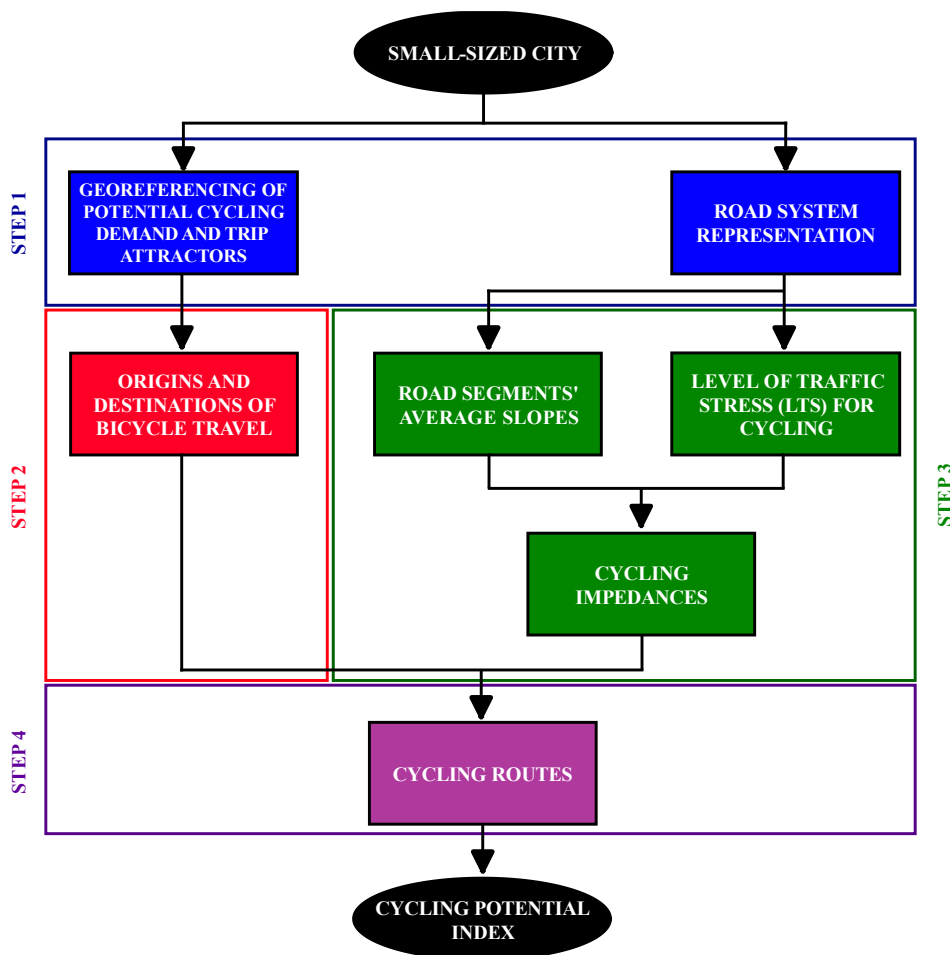 SMALL-SIZED CITY
STEP 1
GEOREFERENCING OF
POTENTIAL CYCLING
DEMAND AND TRIP
ATTRACTORS
ROAD SYSTEM
REPRESENTATION
STEP 2
ORIGINS AND
DESTINATIONS OF
BICYCLE TRAVEL
ROAD SEGMENTS'
AVERAGE SLOPES
LEVEL OF TRAFFIC
STRESS (LTS) FOR
CYCLING
STEP 3
CYCLING
IMPEDANCES
STEP 4
CYCLING ROUTES
CYCLING POTENTIAL
INDEX